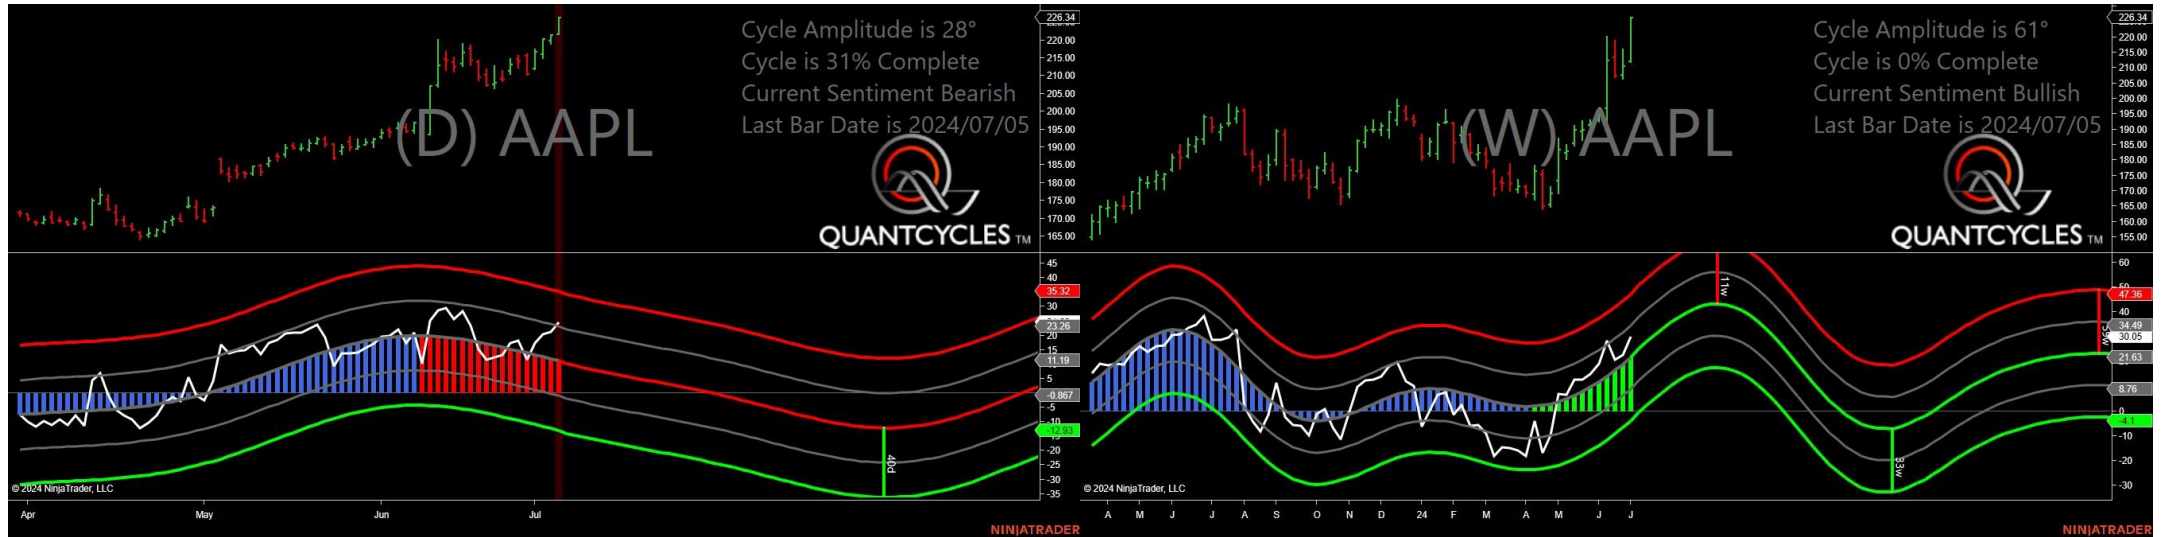 Cycle Amplitude is 28°
Cycle is 31% Complete
Current Sentiment Bearish
Last Bar Date is 2024/07/05
(D) AAPL
QUANTCYCLES TM
226.34
220.00
215.00
210.00
205.00
200.00
195.00
190.00
185.00
180.00
175.00
170.00
165.00
45
40
35.32
30
23.26
20
15
11.19
5
-0.867
-5
-12.93
-20
-25
-30
-35
40d
© 2024 NinjaTrader, LLC
Apr May Jun Jul
NINJATRADER
Cycle Amplitude is 61°
Cycle is 0% Complete
Current Sentiment Bullish
Last Bar Date is 2024/07/05
(W) AAPL
QUANTCYCLES TM
226.34
220.00
215.00
210.00
205.00
200.00
195.00
190.00
185.00
180.00
175.00
170.00
165.00
160.00
155.00
60
47.36
40
34.49
30.05
21.63
8.76
0
-4.1
-10
-20
-30
11w
33w
© 2024 NinjaTrader, LLC
A M J J A S O N D 24 F M A M J J
NINJATRADER